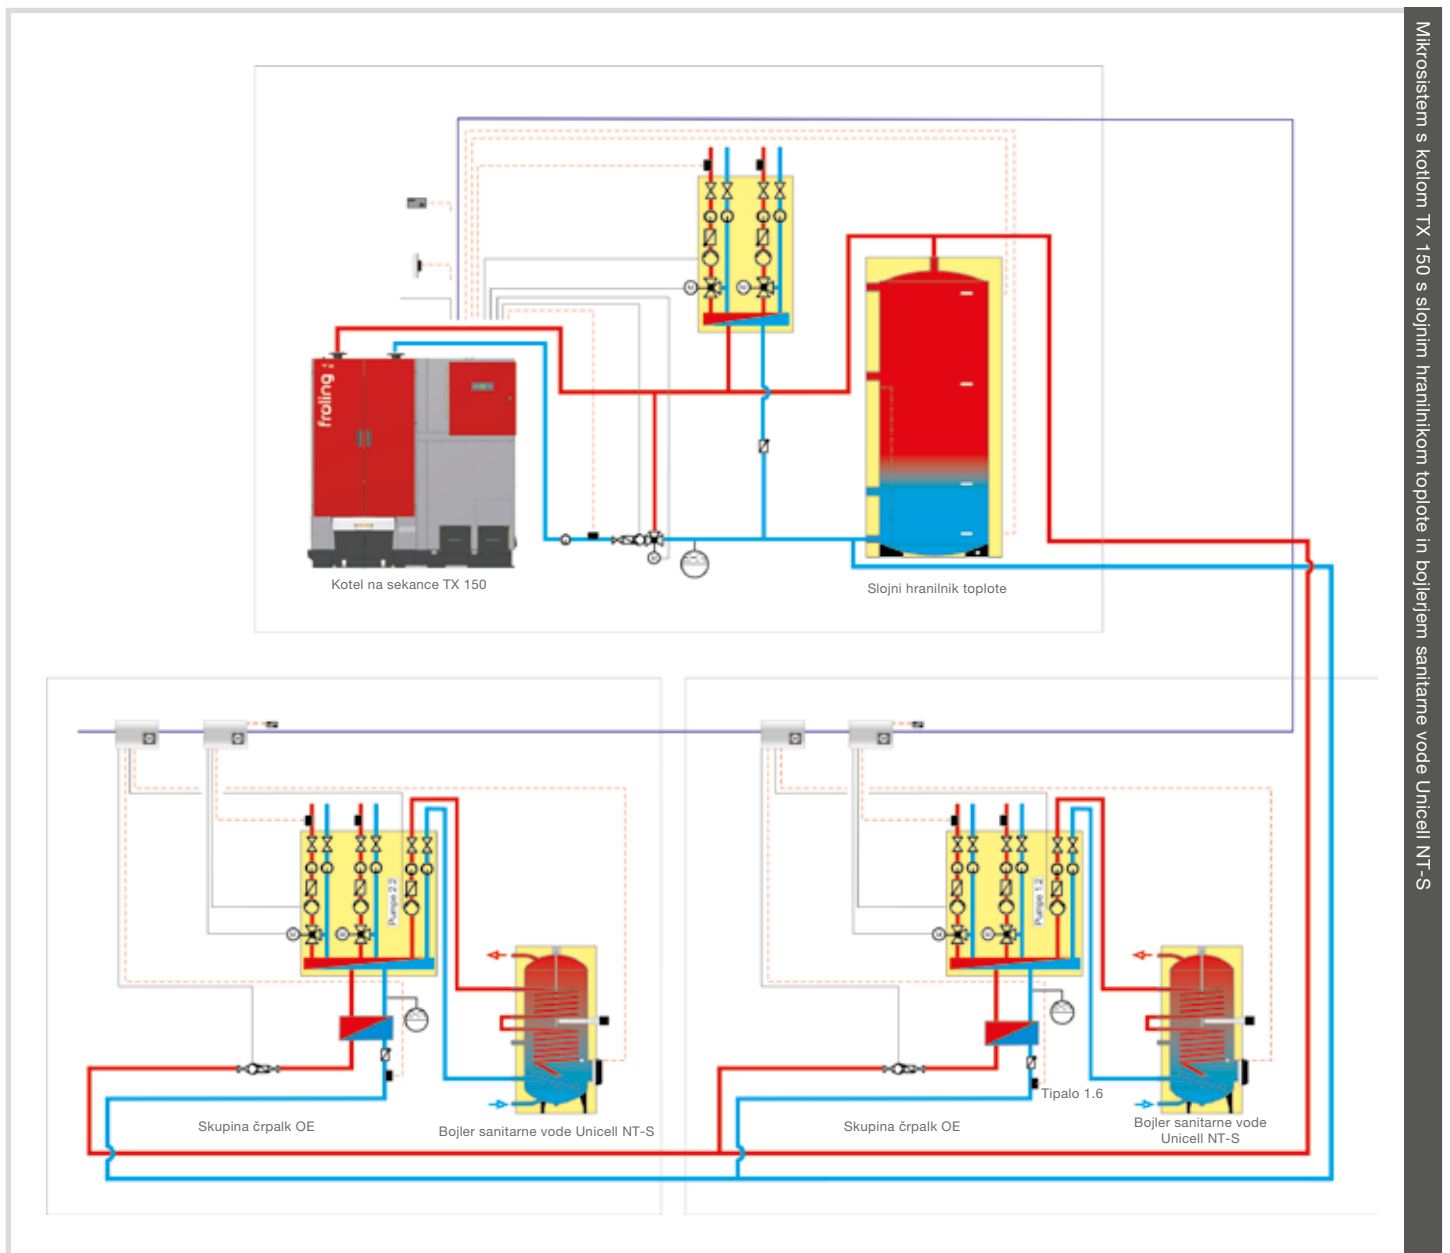 Mikrosistem s kotlom TX 150 s slojnim hranilnikom toplote in bojlerjem sanitarne vode Unicell NT-S
froling
Kotel na sekance TX 150
Slojni hranilnik toplote
Pumpe 2.2
Pumpe 1.2
Tipalo 1.6
Skupina črpalk OE
Bojler sanitarne vode Unicell NT-S
Skupina črpalk OE
Bojler sanitarne vode
Unicell NT-S